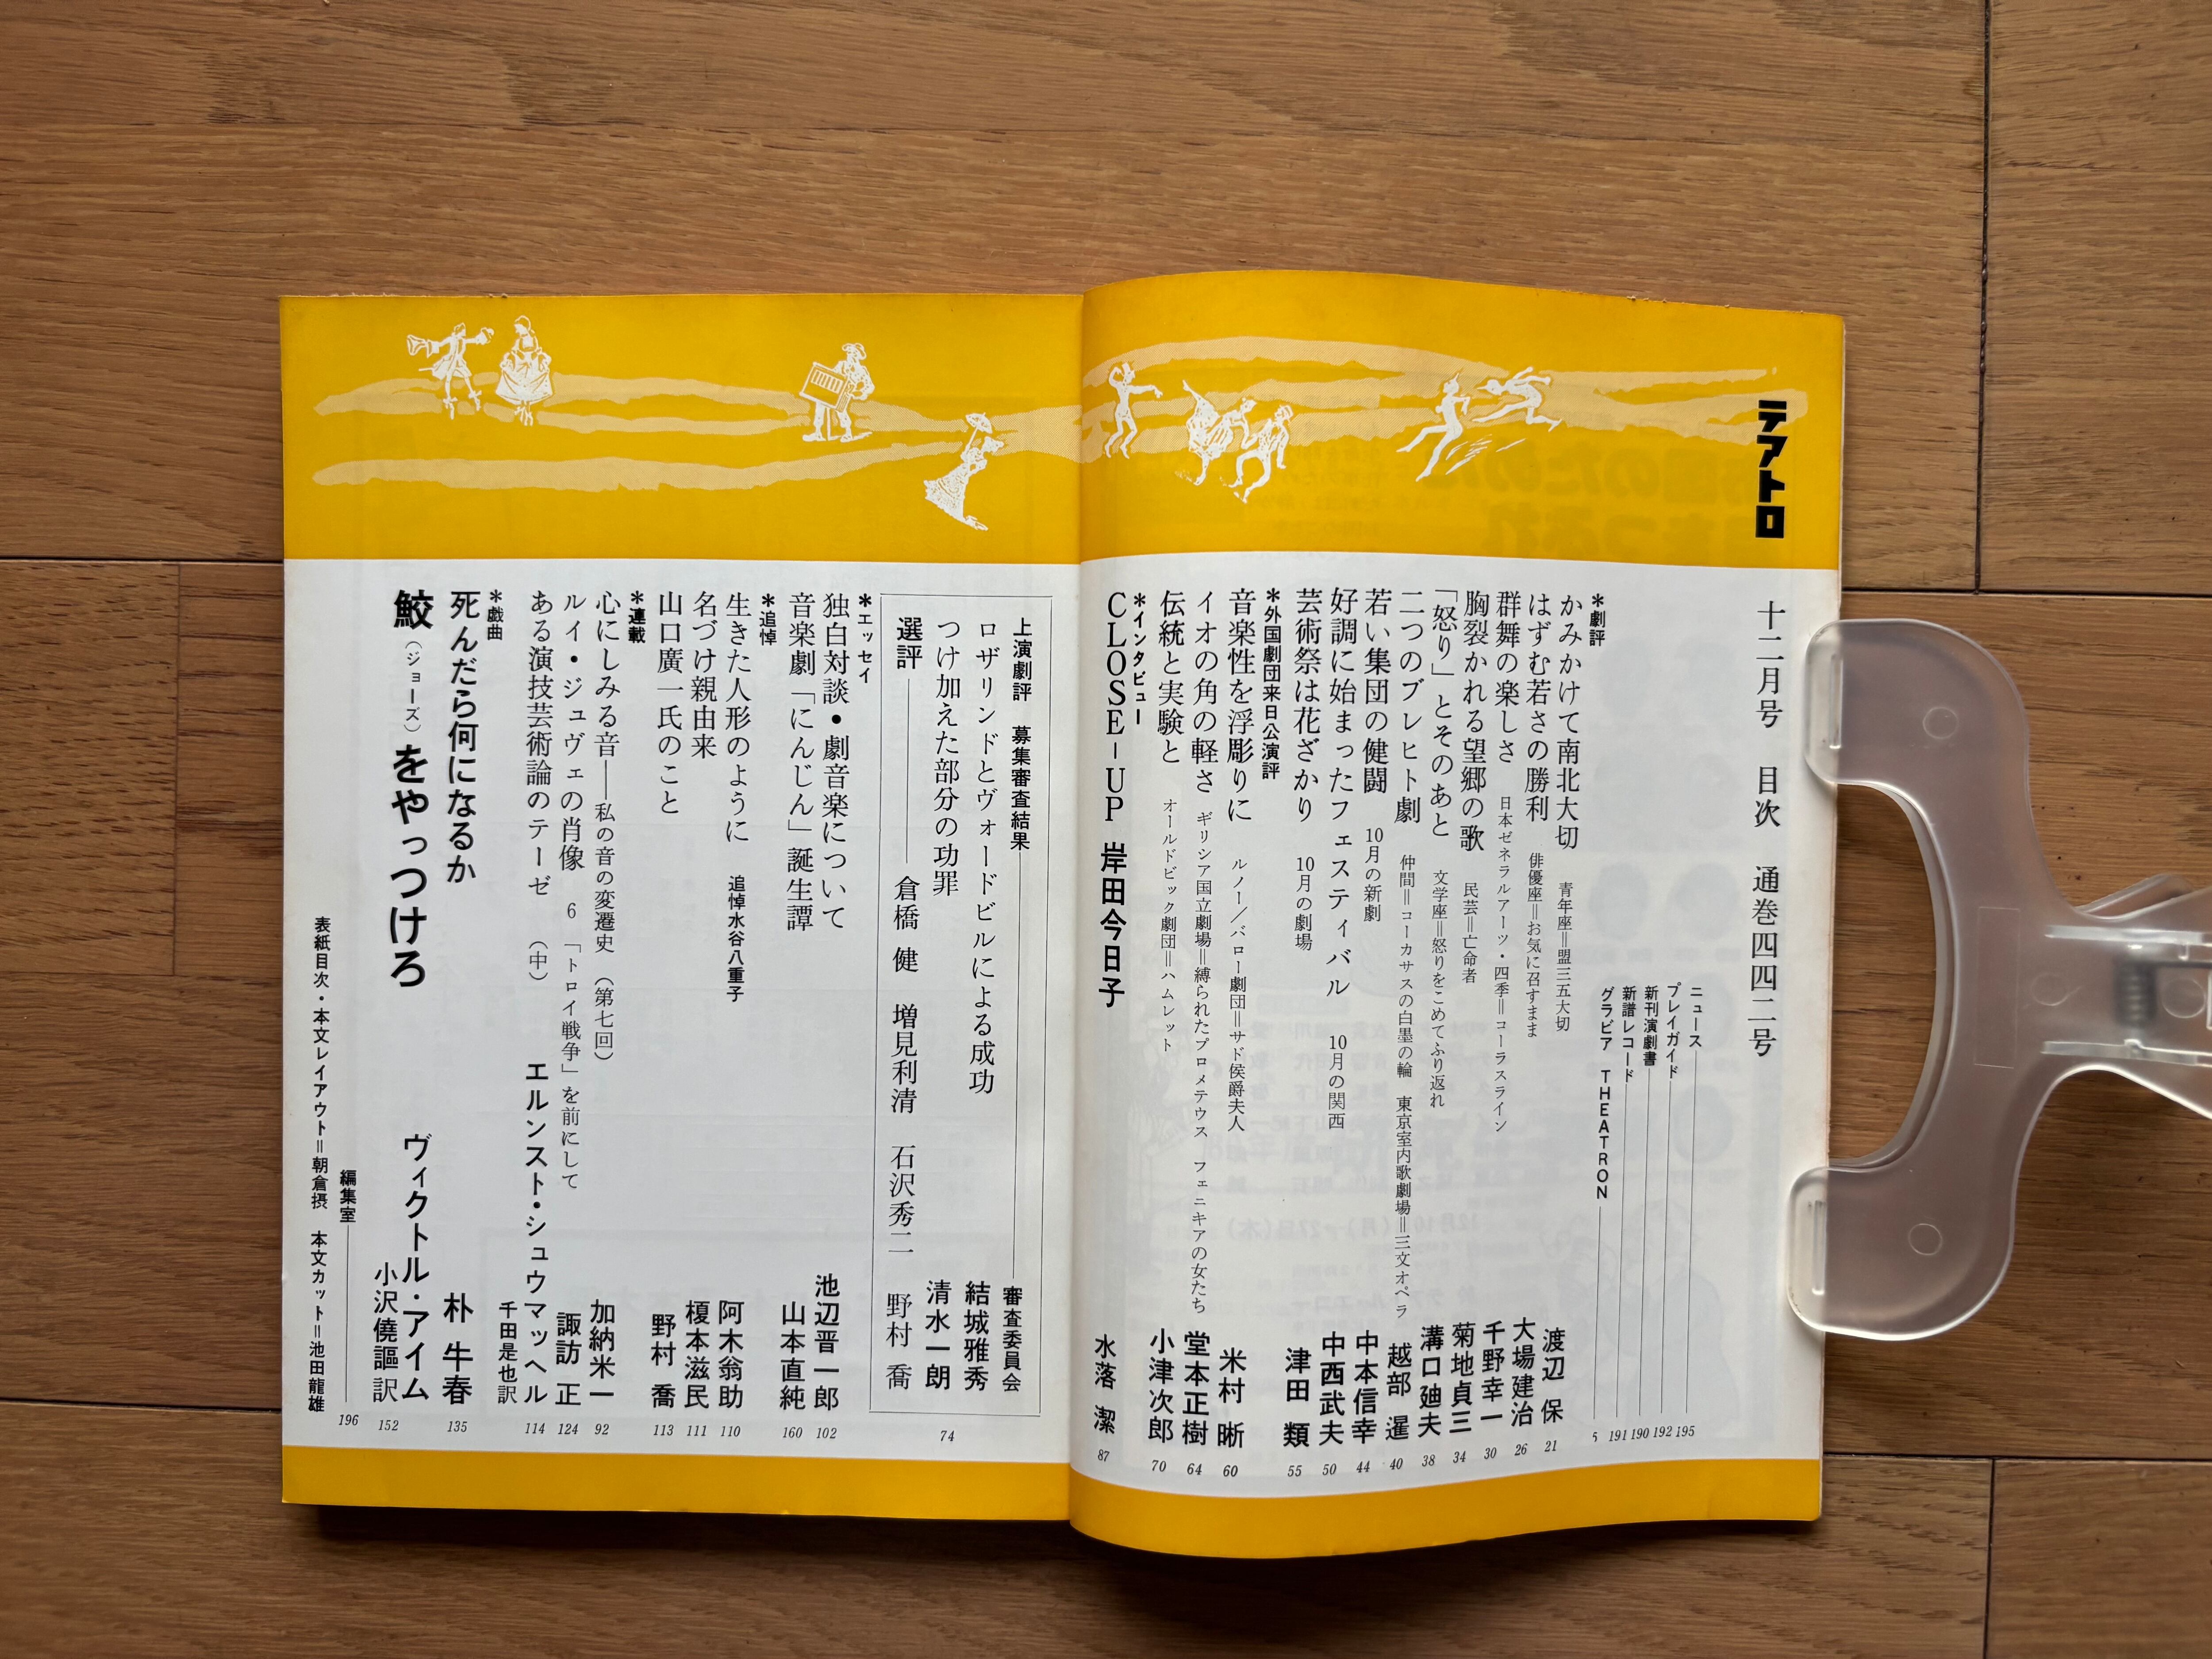 テアトロ
十二月号 目次 通巻四四二号
ニュース 195
プレイガイド 192
新刊演劇書 190
新譜レコード 191
グラビア THEATRON 5
＊劇評
かみかけて南北大切 青年座＝盟三五大切 渡辺 保 21
はずむ若さの勝利 俳優座＝お気に召すまま 大場建治 26
群舞の楽しさ 日本ゼネラルアーツ・四季＝コーラスライン 千野幸一 30
胸裂かれる望郷の歌 民芸＝亡命者 菊地貞三 34
「怒り」とそのあと 文学座＝怒りをこめてふり返れ 溝口廸夫 38
二つのブレヒト劇 仲間＝コーカサスの白墨の輪 東京室内歌劇場＝三文オペラ 越部 暹 40
若い集団の健闘 10月の新劇 中本信幸 44
好調に始まったフェスティバル 10月の関西 中西武夫 50
芸術祭は花ざかり 10月の劇場 津田 類 55
＊外国劇団来日公演評
音楽性を浮彫りに ルノー／バロー劇団＝サド侯爵夫人 米村 晰 60
イオの角の軽さ ギリシア国立劇場＝縛られたプロメテウス フェニキアの女たち 堂本正樹 64
伝統と実験と オールドビック劇団＝ハムレット 小津次郎 70
＊インタビュー
CLOSE－UP 岸田今日子 水落 潔 87
上演劇評 募集審査結果 審査委員会 74
ロザリンドとヴォードビルによる成功 結城雅秀
つけ加えた部分の功罪 清水一朗
選評 倉橋 健 増見利清 石沢秀二 野村 喬
＊エッセイ
独白対談・劇音楽について 池辺晋一郎 102
音楽劇「にんじん」誕生譚 山本直純 160
＊追悼
生きた人形のように 追悼水谷八重子 阿木翁助 110
名づけ親由来 榎本滋民 111
山口廣一氏のこと 野村 喬 113
＊連載
心にしみる音――私の音の変遷史（第七回） 加納米一 92
ルイ・ジュヴェの肖像 6 「トロイ戦争」を前にして 諏訪 正 124
ある演技芸術論のテーゼ（中） エルンスト・シュウマッヘル 千田是也訳 114
＊戯曲
死んだら何になるか 朴 牛春 135
鮫（ジョーズ）をやっつけろ ヴィクトル・アイム 小沢僥謳訳 152
編集室 196
表紙目次・本文レイアウト＝朝倉摂 本文カット＝池田龍雄